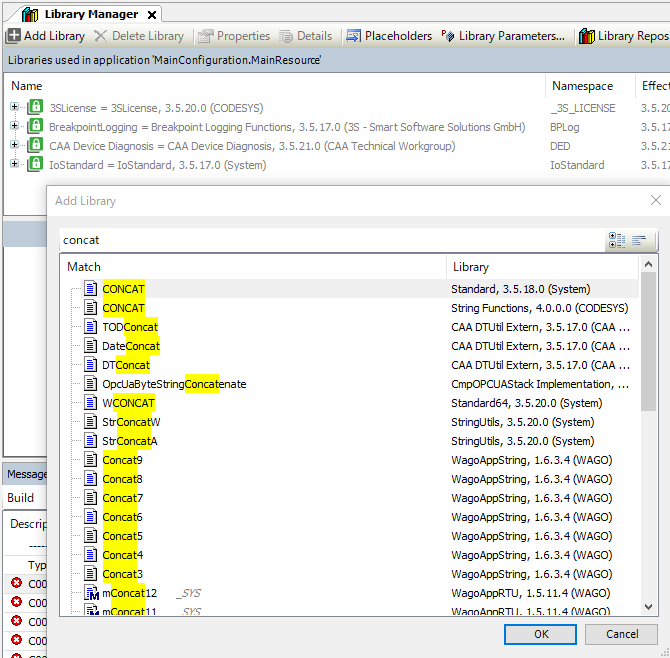 Library Manager
Add Library Delete Library Properties Details Placeholders Library Parameters... Library Repos
Libraries used in application 'MainConfiguration.MainResource'
Name Namespace Effect
3SLicense = 3SLicense, 3.5.20.0 (CODESYS) _3S_LICENSE 3.5.20
BreakpointLogging = Breakpoint Logging Functions, 3.5.17.0 (3S - Smart Software Solutions GmbH) BPLog 3.5.17
CAA Device Diagnosis = CAA Device Diagnosis, 3.5.21.0 (CAA Technical Workgroup) DED 3.5.21
IoStandard = IoStandard, 3.5.17.0 (System) IoStandard 3.5.17
Add Library
concat
Match Library
CONCAT Standard, 3.5.18.0 (System)
CONCAT String Functions, 4.0.0.0 (CODESYS)
TODConcat CAA DTUtil Extern, 3.5.17.0 (CAA ...
DateConcat CAA DTUtil Extern, 3.5.17.0 (CAA ...
DTConcat CAA DTUtil Extern, 3.5.17.0 (CAA ...
OpcUaByteStringConcatenate CmpOPCUAStack Implementation, ...
WCONCAT Standard64, 3.5.20.0 (System)
StrConcatW StringUtils, 3.5.20.0 (System)
StrConcatA StringUtils, 3.5.20.0 (System)
Concat9 WagoAppString, 1.6.3.4 (WAGO)
Concat8 WagoAppString, 1.6.3.4 (WAGO)
Concat7 WagoAppString, 1.6.3.4 (WAGO)
Concat6 WagoAppString, 1.6.3.4 (WAGO)
Concat5 WagoAppString, 1.6.3.4 (WAGO)
Concat4 WagoAppString, 1.6.3.4 (WAGO)
Concat3 WagoAppString, 1.6.3.4 (WAGO)
mConcat12 _SYS WagoAppRTU, 1.5.11.4 (WAGO)
mConcat11 _SYS WagoAppRTU, 1.5.11.4 (WAGO)
OK Cancel
Message
Build
Descrip
Typ
C00
C00
C00
C00